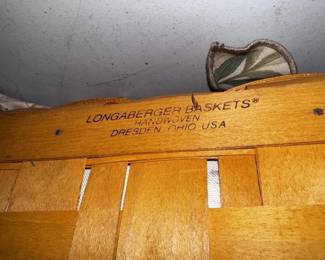 LONGABERGER BASKETS®
HANDWOVEN
DRESDEN, OHIO USA